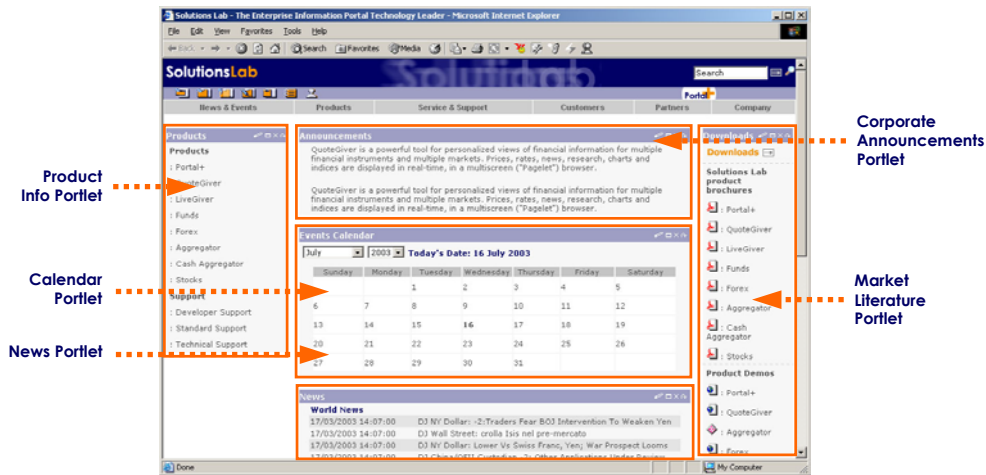 Solutions Lab - The Enterprise Information Portal Technology Leader - Microsoft Internet Explorer
File Edit View Favorites Tools Help
Back Search Favorites Media
SolutionsLab
Search
Portal+
News & Events Products Service & Support Customers Partners Company
Product
Info Portlet
Calendar
Portlet
News Portlet
Products
Products
: Portal+
QuoteGiver
: LiveGiver
: Funds
: Forex
: Aggregator
: Cash Aggregator
: Stocks
Support
: Developer Support
: Standard Support
: Technical Support
Announcements
QuoteGiver is a powerful tool for personalized views of financial information for multiple
financial instruments and multiple markets. Prices, rates, news, research, charts and
indices are displayed in real-time, in a multiscreen ("Pagelet") browser.
QuoteGiver is a powerful tool for personalized views of financial information for multiple
financial instruments and multiple markets. Prices, rates, news, research, charts and
indices are displayed in real-time, in a multiscreen ("Pagelet") browser.
Events Calendar
July 2003 Today's Date: 16 July 2003
Sunday Monday Tuesday Wednesday Thursday Friday Saturday
1 2 3 4 5
6 7 8 9 10 11 12
13 14 15 16 17 18 19
20 21 22 23 24 25 26
27 28 29 30 31
News
World News
17/03/2003 14:07:00 DJ NY Dollar: -2:Traders Fear BOJ Intervention To Weaken Yen
17/03/2003 14:07:00 DJ Wall Street: crolla Isis nel pre-mercato
17/03/2003 14:07:00 DJ NY Dollar: Lower Vs Swiss Franc, Yen; War Prospect Looms
17/03/2003 14:07:00
Downloads
Downloads
Solutions Lab
product
brochures
: Portal+
: QuoteGiver
: LiveGiver
: Funds
: Forex
: Aggregator
: Cash
Aggregator
: Stocks
Product Demos
: Portal+
: QuoteGiver
: Aggregator
: Forex
Corporate
Announcements
Portlet
Market
Literature
Portlet
Done
My Computer